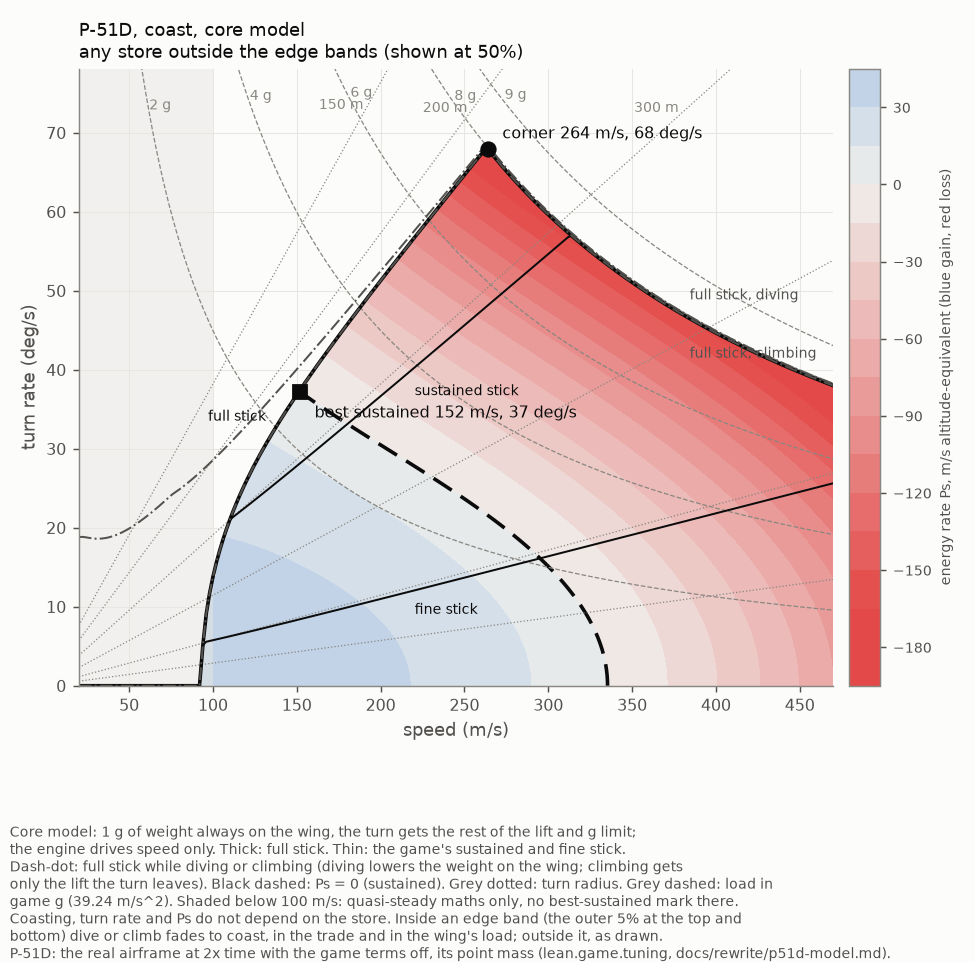 P-51D, coast, core model
any store outside the edge bands (shown at 50%)
2 g
4 g
6 g
8 g
9 g
150 m
200 m
300 m
corner 264 m/s, 68 deg/s
full stick, diving
full stick, climbing
sustained stick
best sustained 152 m/s, 37 deg/s
full stick
fine stick
turn rate (deg/s)
70
60
50
40
30
20
10
0
50
100
150
200
250
300
350
400
450
speed (m/s)
30
0
−30
−60
−90
−120
−150
−180
energy rate Ps, m/s altitude-equivalent (blue gain, red loss)
Core model: 1 g of weight always on the wing, the turn gets the rest of the lift and g limit;
the engine drives speed only. Thick: full stick. Thin: the game's sustained and fine stick.
Dash-dot: full stick while diving or climbing (diving lowers the weight on the wing; climbing gets
only the lift the turn leaves). Black dashed: Ps = 0 (sustained). Grey dotted: turn radius. Grey dashed: load in
game g (39.24 m/s^2). Shaded below 100 m/s: quasi-steady maths only, no best-sustained mark there.
Coasting, turn rate and Ps do not depend on the store. Inside an edge band (the outer 5% at the top and
bottom) dive or climb fades to coast, in the trade and in the wing's load; outside it, as drawn.
P-51D: the real airframe at 2x time with the game terms off, its point mass (lean.game.tuning, docs/rewrite/p51d-model.md).